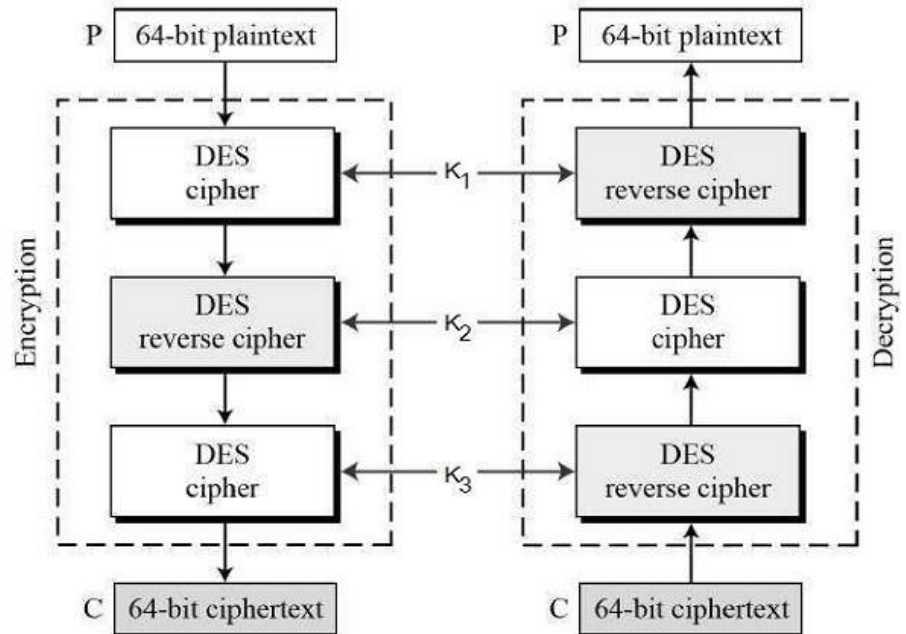 P 64-bit plaintext
P 64-bit plaintext
Encryption
DES
cipher
K1
DES
reverse cipher
DES
reverse cipher
K2
DES
cipher
DES
cipher
K3
DES
reverse cipher
Decryption
C 64-bit ciphertext
C 64-bit ciphertext